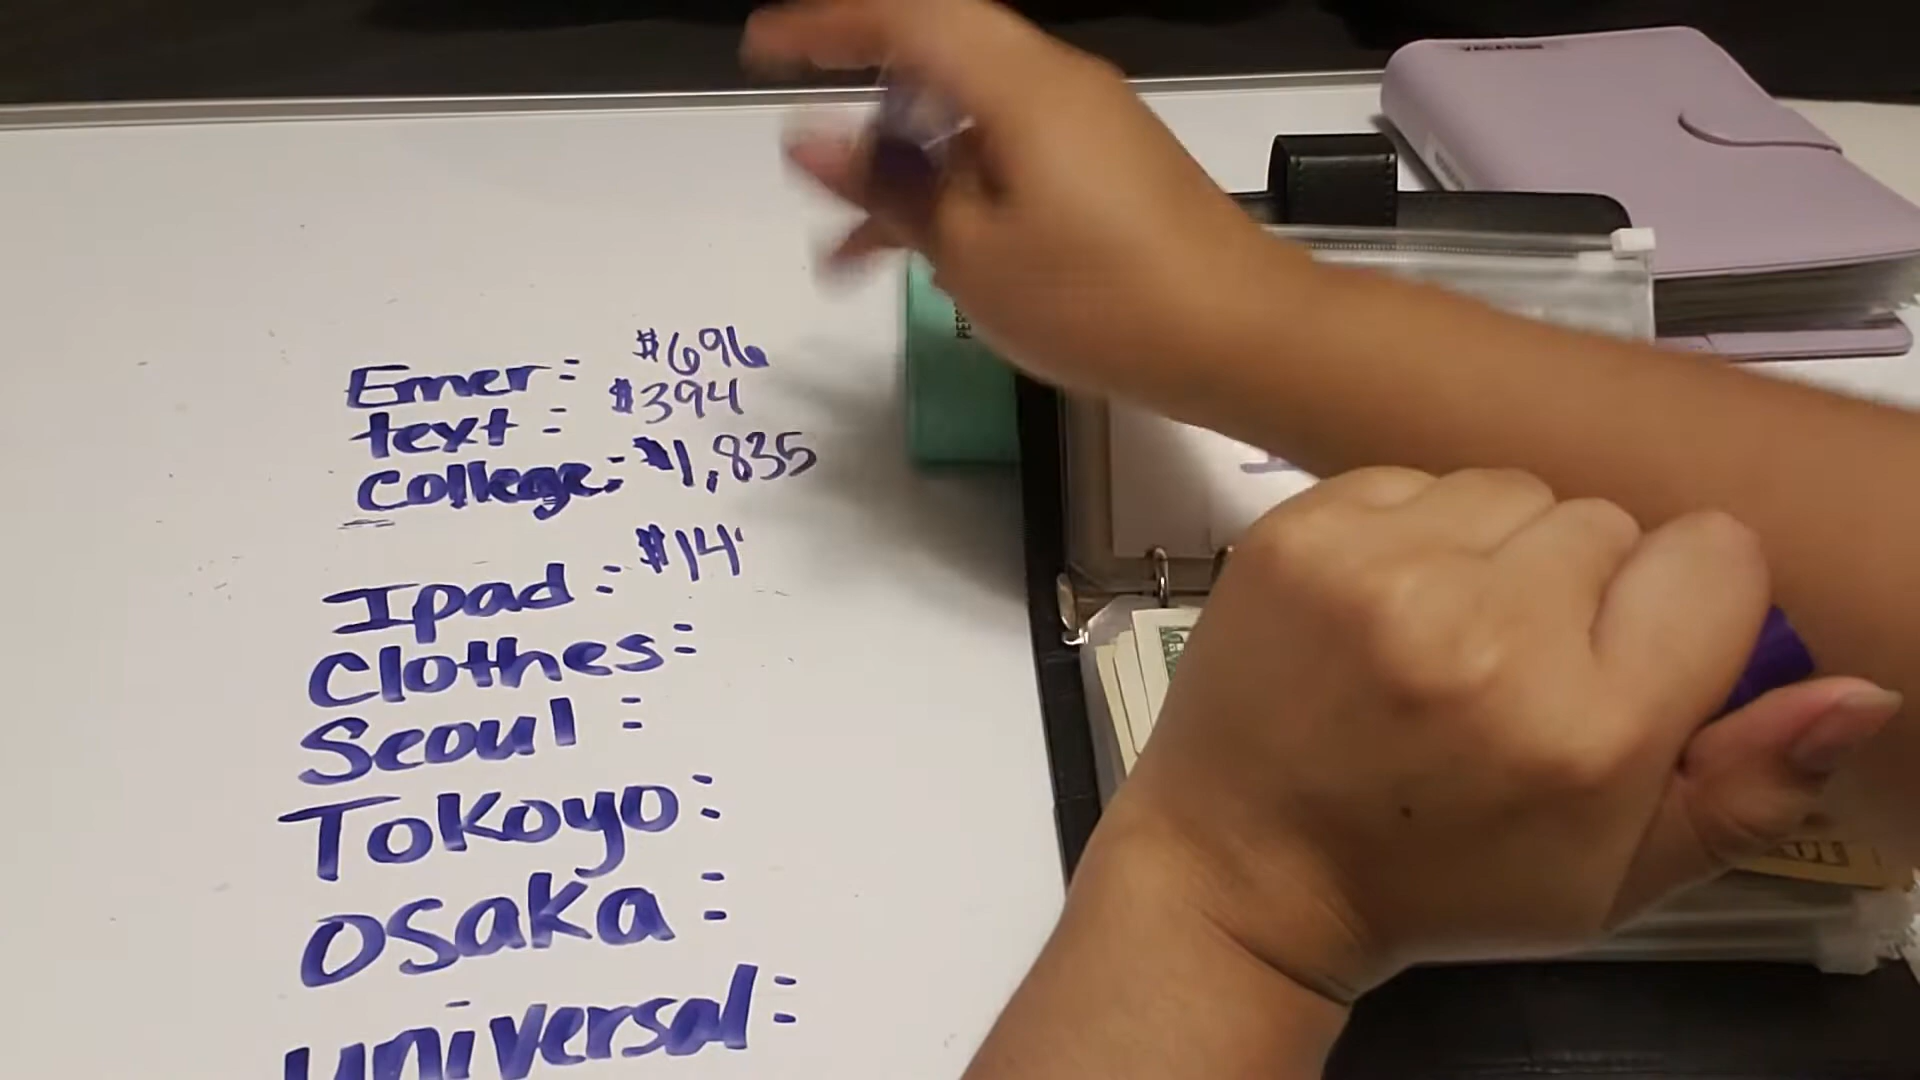 Emer: $696
text: $394
College: $1,835
Ipad: $14
Clothes:
Seoul:
Tokoyo:
Osaka:
Universal: